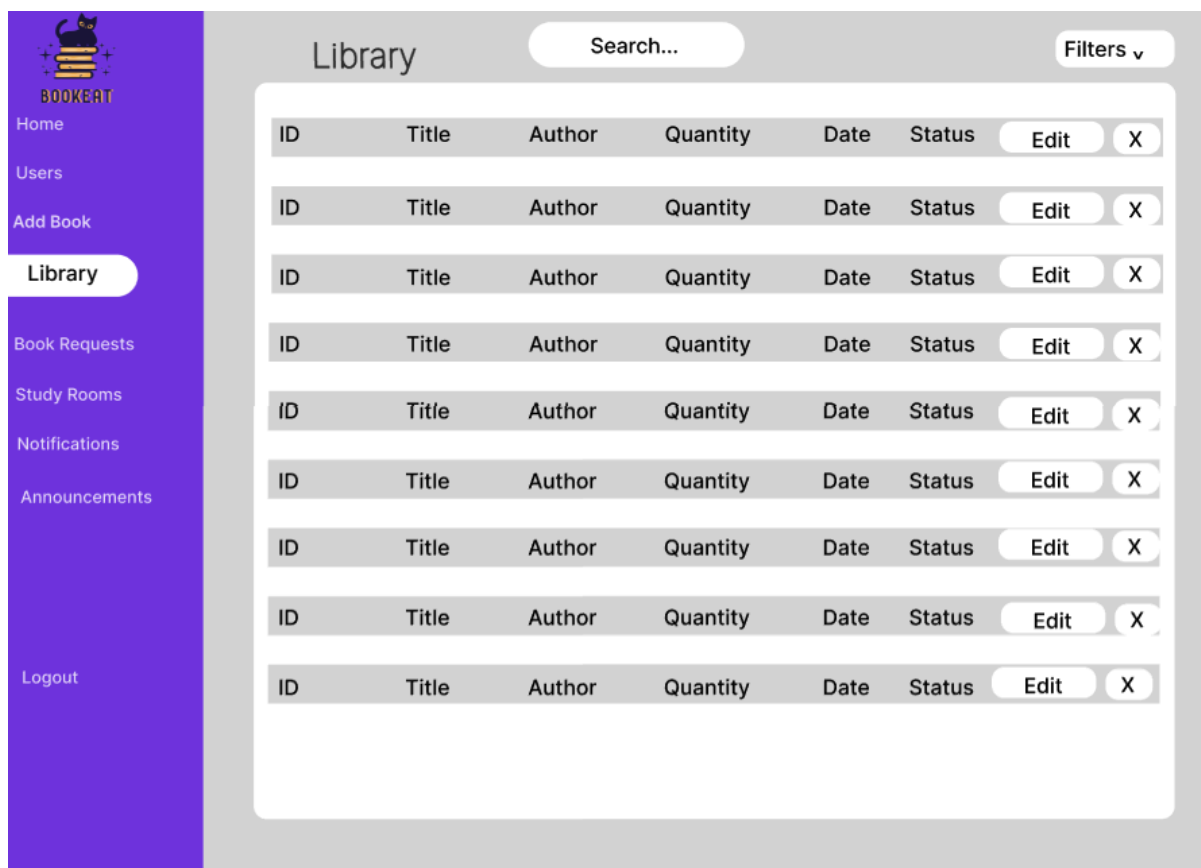 BOOKEAT
Home
Users
Add Book
Library
Book Requests
Study Rooms
Notifications
Announcements
Logout
Library
Search...
Filters v
ID Title Author Quantity Date Status Edit X
ID Title Author Quantity Date Status Edit X
ID Title Author Quantity Date Status Edit X
ID Title Author Quantity Date Status Edit X
ID Title Author Quantity Date Status Edit X
ID Title Author Quantity Date Status Edit X
ID Title Author Quantity Date Status Edit X
ID Title Author Quantity Date Status Edit X
ID Title Author Quantity Date Status Edit X